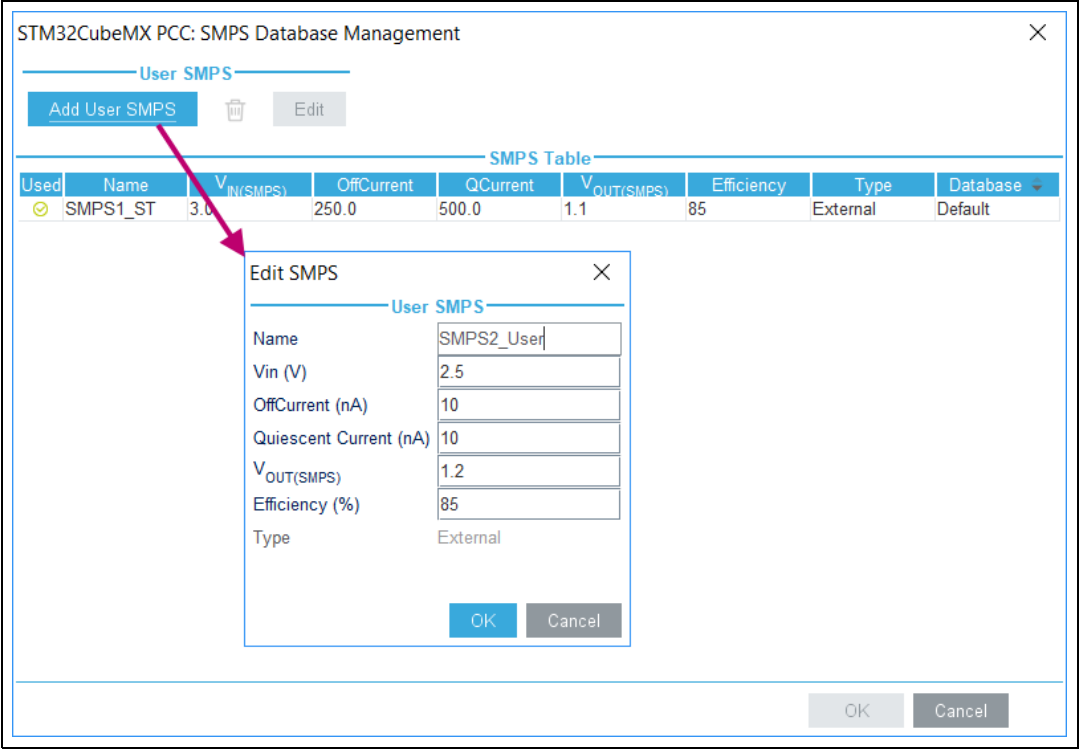 STM32CubeMX PCC: SMPS Database Management
User SMPS
Add User SMPS Edit
SMPS Table
Used Name VIN(SMPS) OffCurrent QCurrent VOUT(SMPS) Efficiency Type Database
SMPS1_ST 3.0 250.0 500.0 1.1 85 External Default
Edit SMPS
User SMPS
Name SMPS2_User
Vin (V) 2.5
OffCurrent (nA) 10
Quiescent Current (nA) 10
VOUT(SMPS) 1.2
Efficiency (%) 85
Type External
OK Cancel
OK Cancel